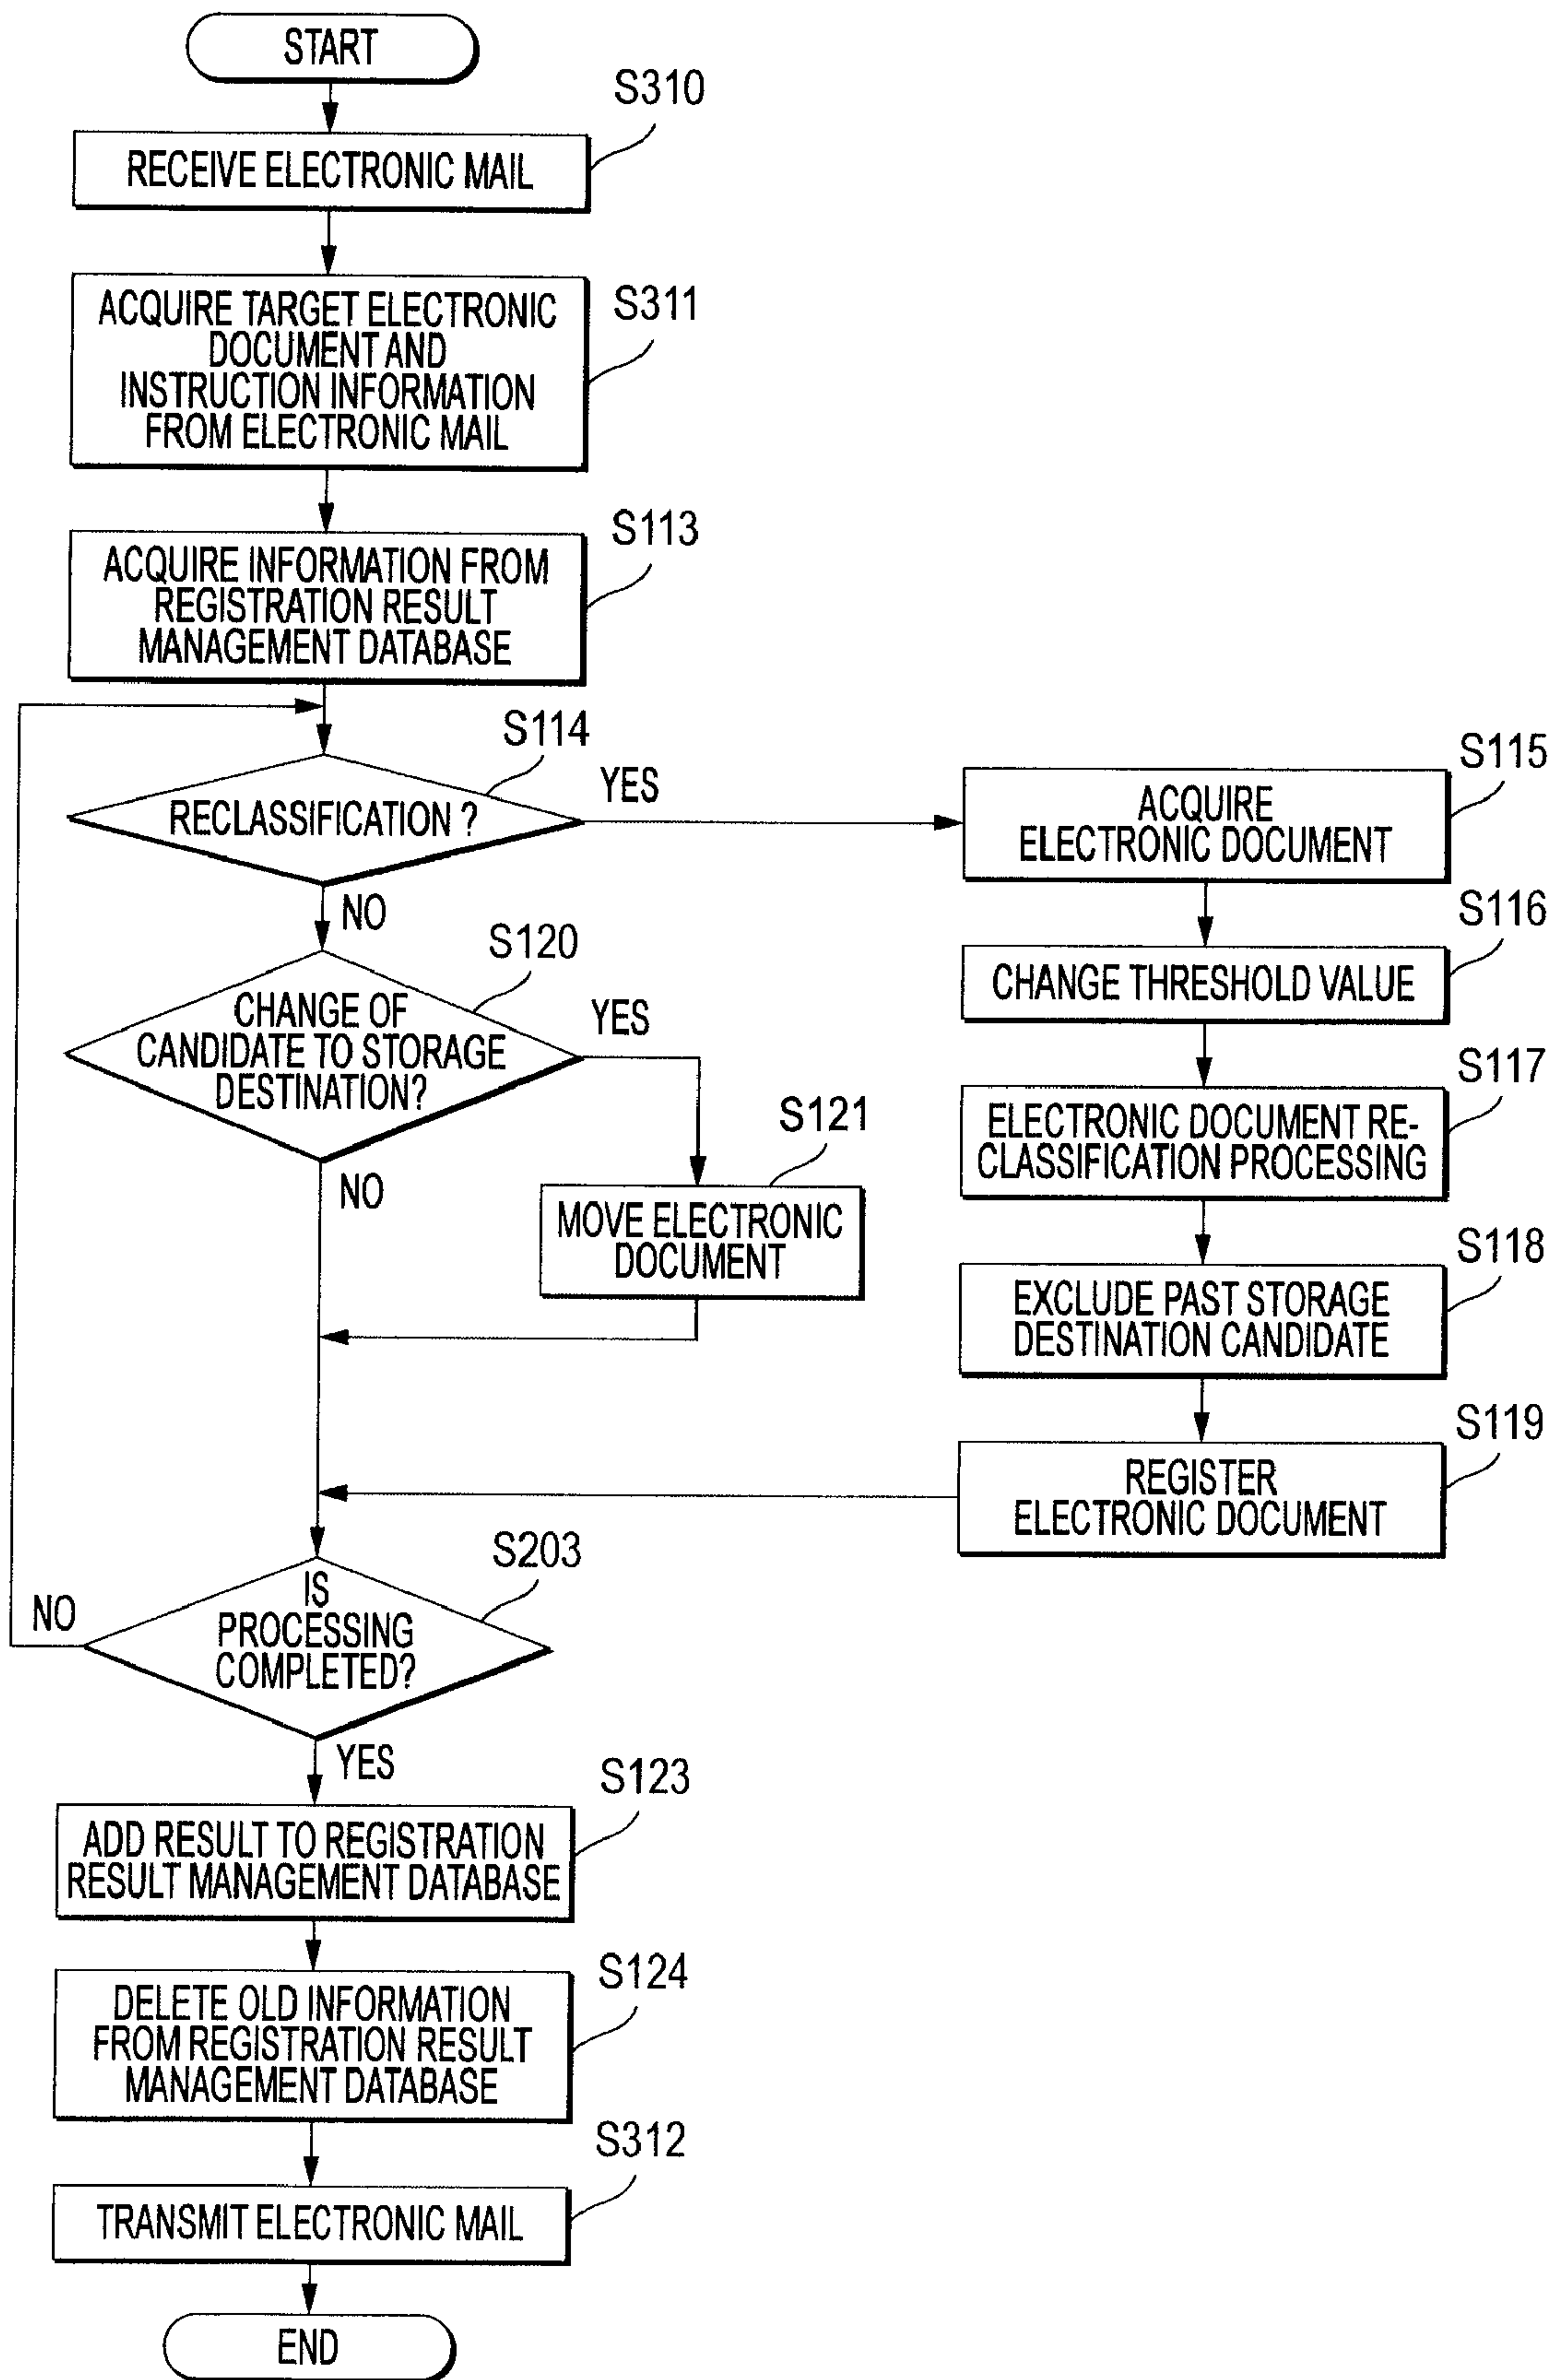 START
S310
RECEIVE ELECTRONIC MAIL
S311
ACQUIRE TARGET ELECTRONIC
DOCUMENT AND
INSTRUCTION INFORMATION
FROM ELECTRONIC MAIL
S113
ACQUIRE INFORMATION FROM
REGISTRATION RESULT
MANAGEMENT DATABASE
S114
RECLASSIFICATION ?
YES
NO
S115
ACQUIRE
ELECTRONIC DOCUMENT
S116
CHANGE THRESHOLD VALUE
S117
ELECTRONIC DOCUMENT RE-
CLASSIFICATION PROCESSING
S118
EXCLUDE PAST STORAGE
DESTINATION CANDIDATE
S119
REGISTER
ELECTRONIC DOCUMENT
S120
CHANGE OF
CANDIDATE TO STORAGE
DESTINATION?
YES
NO
S121
MOVE ELECTRONIC
DOCUMENT
S203
IS
PROCESSING
COMPLETED?
NO
YES
S123
ADD RESULT TO REGISTRATION
RESULT MANAGEMENT DATABASE
S124
DELETE OLD INFORMATION
FROM REGISTRATION RESULT
MANAGEMENT DATABASE
S312
TRANSMIT ELECTRONIC MAIL
END